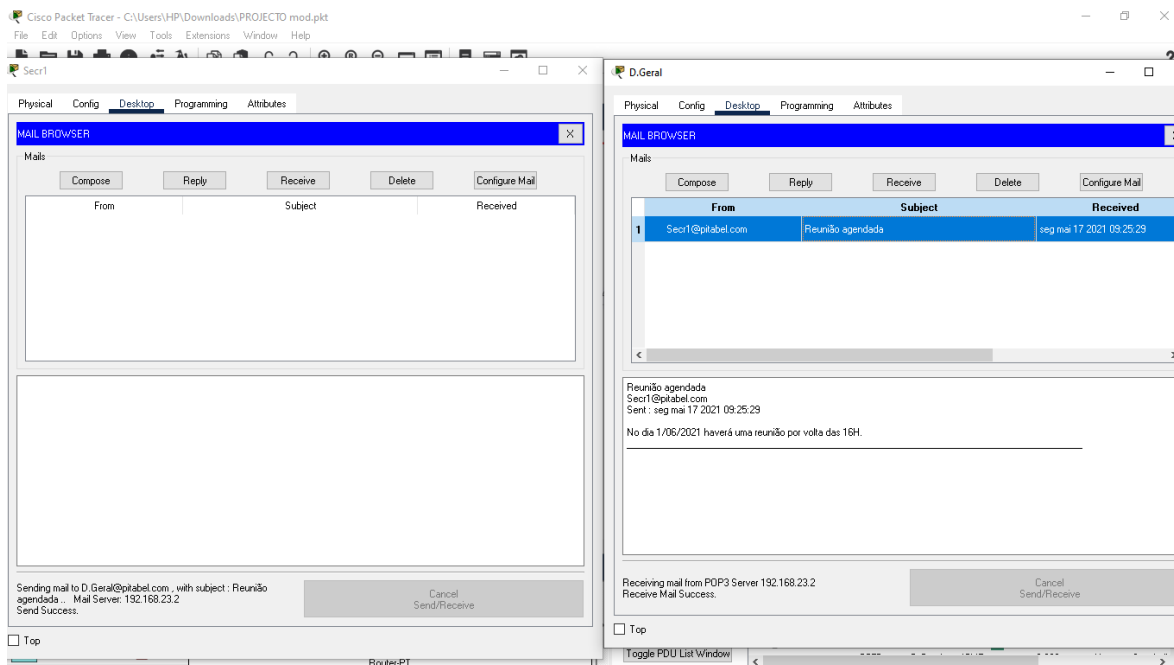 Cisco Packet Tracer - C:\Users\HP\Downloads\PROJECTO mod.pkt
File Edit Options View Tools Extensions Window Help
Secr1
Physical Config Desktop Programming Attributes
MAIL BROWSER X
Mails
Compose Reply Receive Delete Configure Mail
From Subject Received
Sending mail to D.Geral@pitabel.com , with subject : Reunião
agendada .. Mail Server: 192.168.23.2
Send Success.
Cancel
Send/Receive
Top
D.Geral
Physical Config Desktop Programming Attributes
MAIL BROWSER
Mails
Compose Reply Receive Delete Configure Mail
From Subject Received
1 Secr1@pitabel.com Reunião agendada seg mai 17 2021 09:25:29
Reunião agendada
Secr1@pitabel.com
Sent : seg mai 17 2021 09:25:29
No dia 1/06/2021 haverá uma reunião por volta das 16H.
Receiving mail from POP3 Server 192.168.23.2
Receive Mail Success.
Cancel
Send/Receive
Top
Router-PT
Toggle PDU List Window